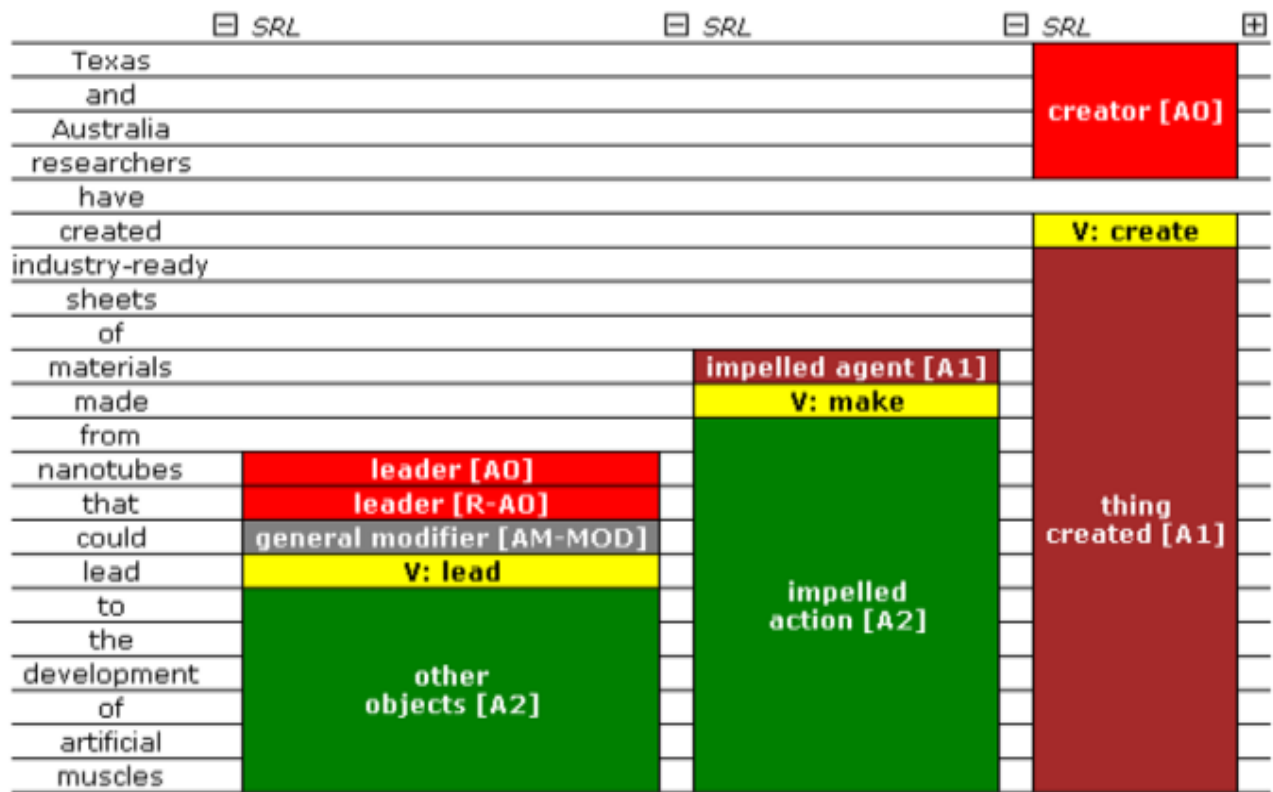 SRL SRL SRL
Texas
and
creator [A0]
Australia
researchers
have
created V: create
industry-ready
sheets
of
materials impelled agent [A1]
made V: make
from
nanotubes leader [A0]
that leader [R-A0] thing
could general modifier [AM-MOD] created [A1]
lead V: lead
to impelled
the action [A2]
development other
of objects [A2]
artificial
muscles